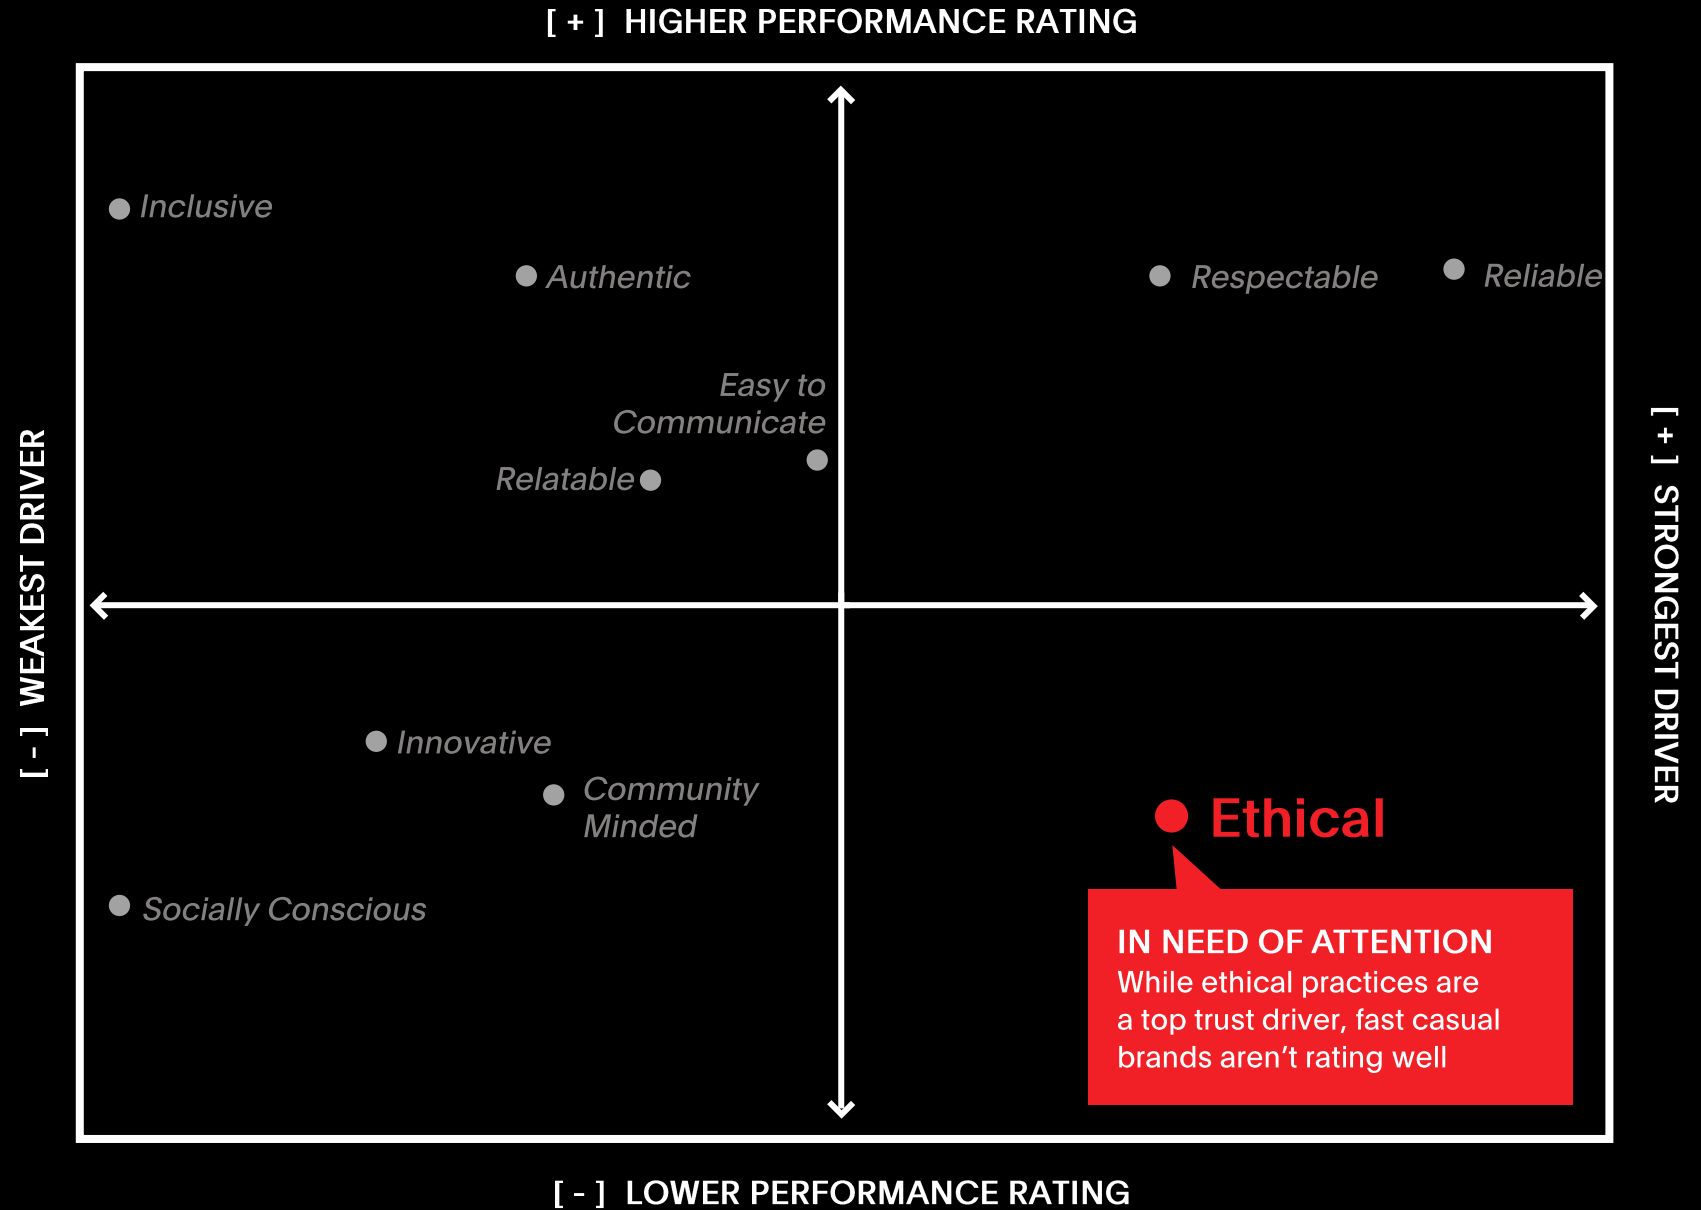 [ + ] HIGHER PERFORMANCE RATING
Inclusive
Authentic
Respectable
Reliable
Easy to
Communicate
Relatable
[ - ] WEAKEST DRIVER
[ + ] STRONGEST DRIVER
Innovative
Community
Minded
Ethical
Socially Conscious
IN NEED OF ATTENTION
While ethical practices are
a top trust driver, fast casual
brands aren’t rating well
[ - ] LOWER PERFORMANCE RATING